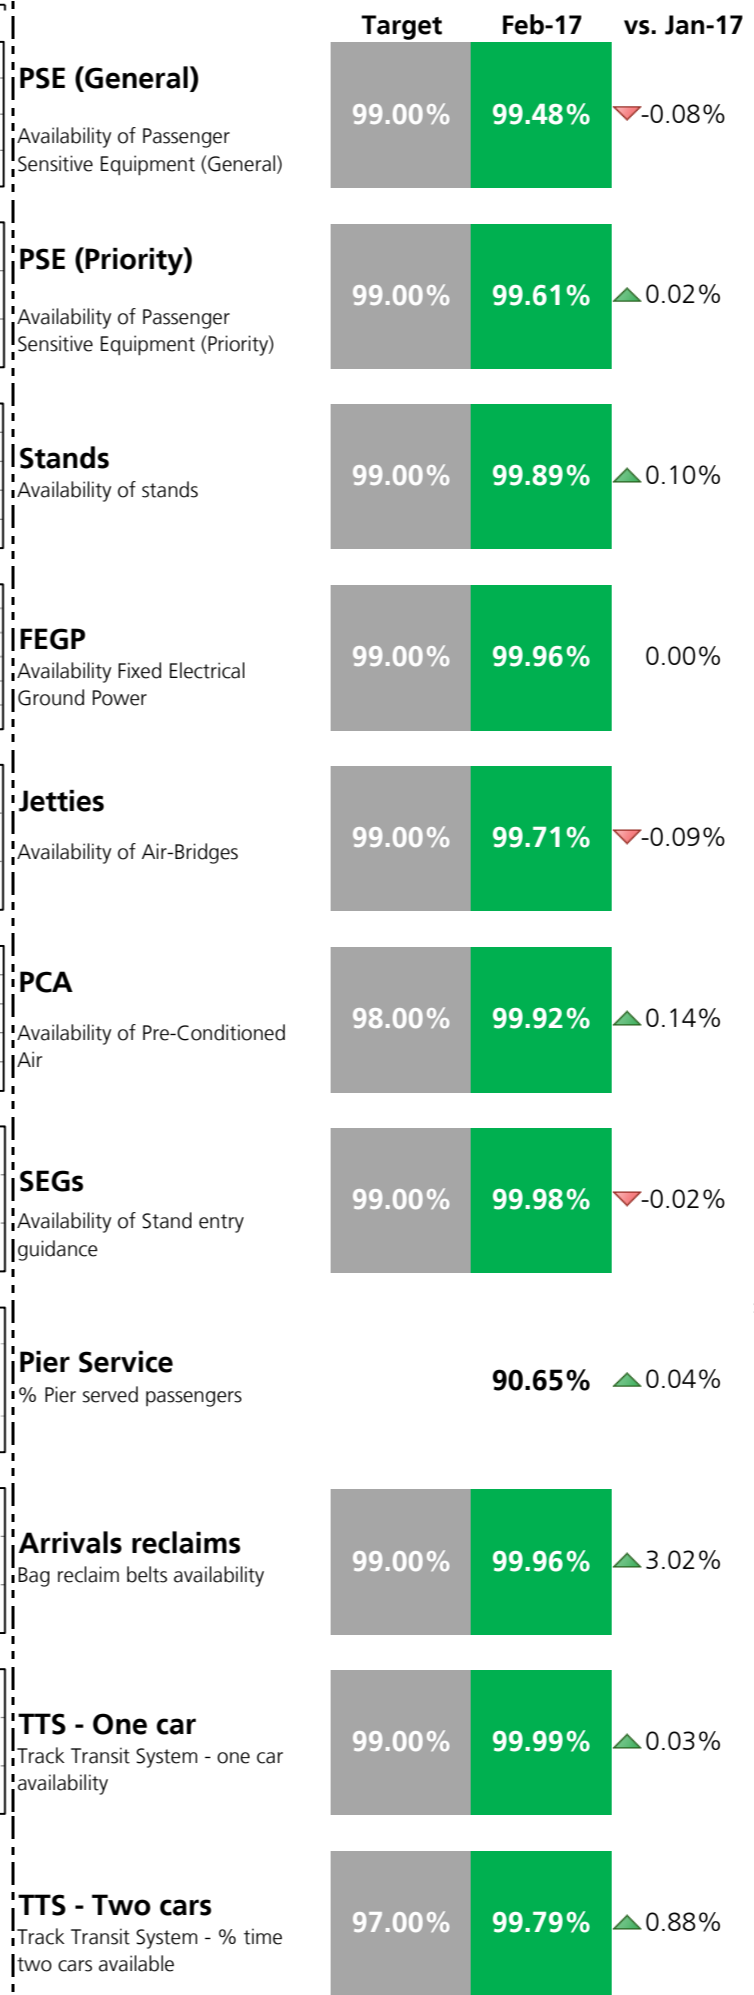 Target Feb-17 vs. Jan-17
PSE (General)
99.00% 99.48% -0.08%
Availability of Passenger
Sensitive Equipment (General)
PSE (Priority)
99.00% 99.61% 0.02%
Availability of Passenger
Sensitive Equipment (Priority)
Stands
99.00% 99.89% 0.10%
Availability of stands
FEGP
99.00% 99.96% 0.00%
Availability Fixed Electrical
Ground Power
Jetties
99.00% 99.71% -0.09%
Availability of Air-Bridges
PCA
98.00% 99.92% 0.14%
Availability of Pre-Conditioned
Air
SEGs
99.00% 99.98% -0.02%
Availability of Stand entry
guidance
Pier Service
90.65% 0.04%
% Pier served passengers
Arrivals reclaims
99.00% 99.96% 3.02%
Bag reclaim belts availability
TTS - One car
99.00% 99.99% 0.03%
Track Transit System - one car
availability
TTS - Two cars
97.00% 99.79% 0.88%
Track Transit System - % time
two cars available